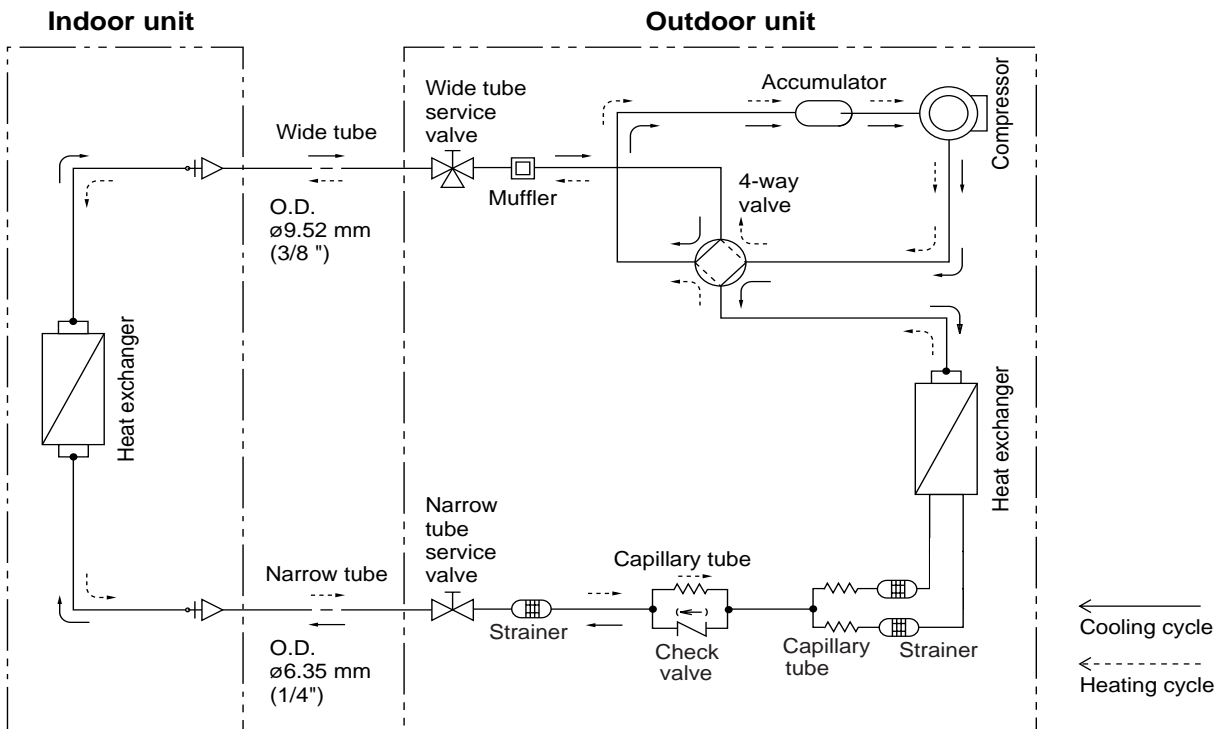 Indoor unit
Outdoor unit
Wide tube
service
valve
Accumulator
Compressor
Wide tube
Muffler
4-way
valve
O.D.
ø9.52 mm
(3/8 ")
Heat exchanger
Heat exchanger
Narrow
tube
service
valve
Narrow tube
Capillary tube
Strainer
Check
valve
Capillary
tube
Strainer
O.D.
ø6.35 mm
(1/4")
Cooling cycle
Heating cycle